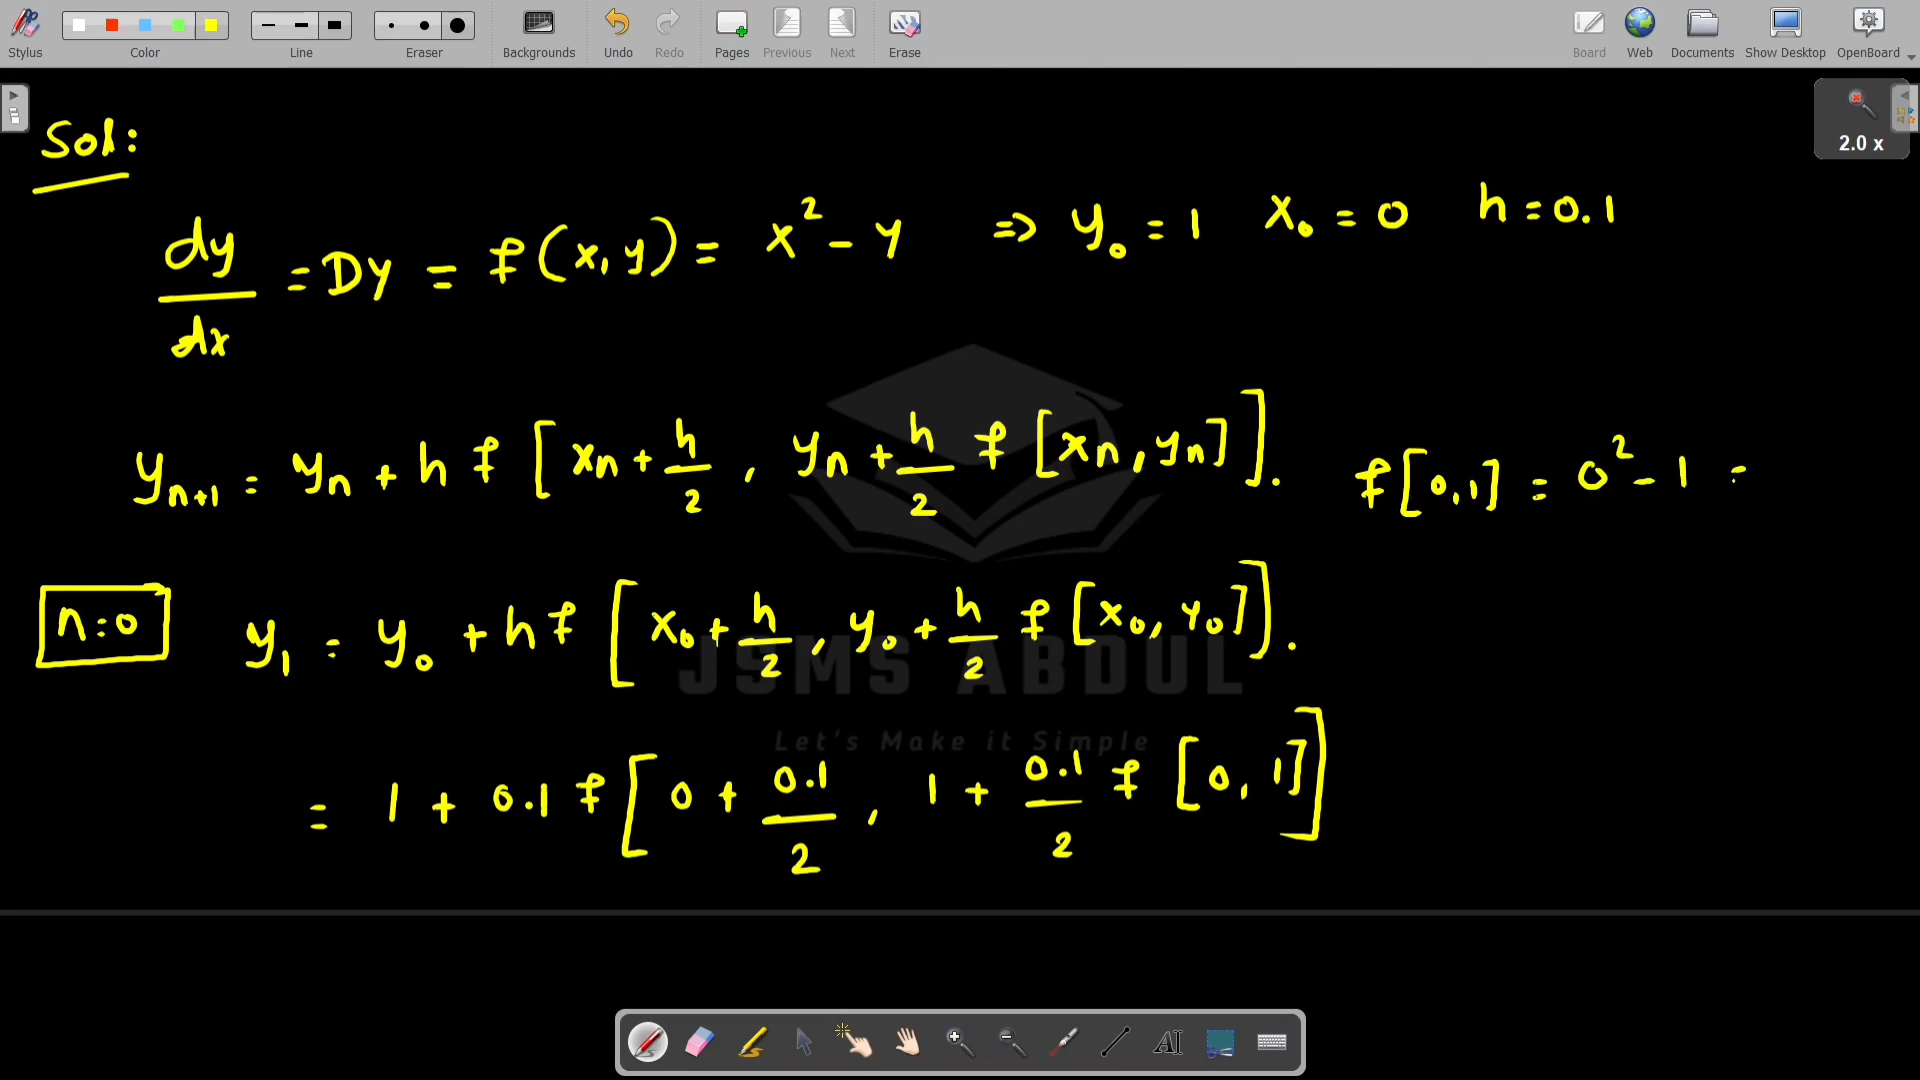 Stylus Color Line Eraser Backgrounds Undo Redo Pages Previous Next Erase Board Web Documents Show Desktop OpenBoard
2.0 x
Sol:
dy/dx = Dy = f(x, y) = x² - y ⇒ y₀ = 1 x₀ = 0 h = 0.1
yₙ₊₁ = yₙ + h f [xₙ + h/2 , yₙ + h/2 f [xₙ, yₙ]]. f[0,1] = 0² - 1 =
n=0 y₁ = y₀ + h f [x₀ + h/2 , y₀ + h/2 f [x₀, y₀]].
JSMS ABDUL
Let's Make it Simple
= 1 + 0.1 f [0 + 0.1/2 , 1 + 0.1/2 f [0, 1]]